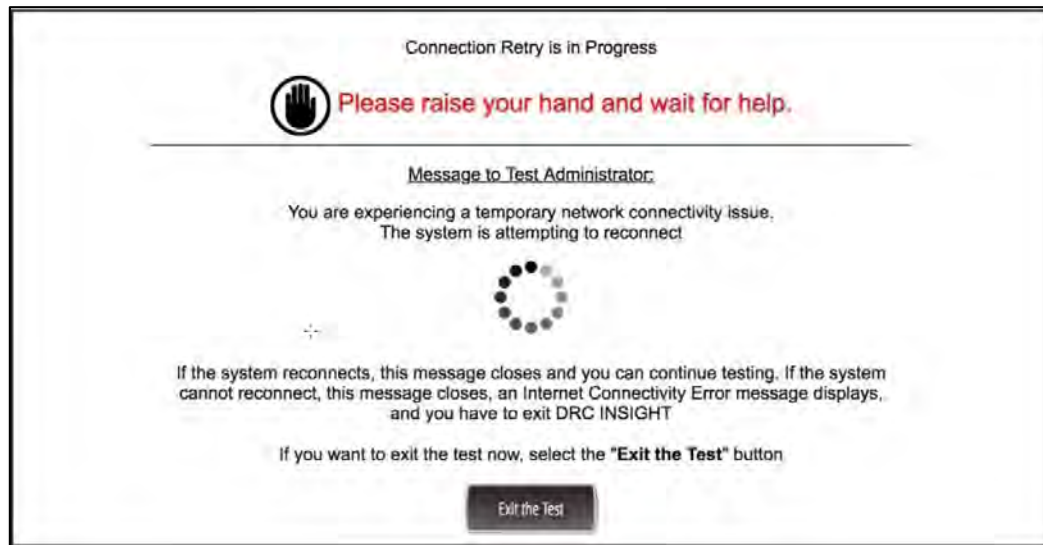 Connection Retry is in Progress
Please raise your hand and wait for help.
Message to Test Administrator:
You are experiencing a temporary network connectivity issue.
The system is attempting to reconnect
If the system reconnects, this message closes and you can continue testing. If the system
cannot reconnect, this message closes, an Internet Connectivity Error message displays,
and you have to exit DRC INSIGHT
If you want to exit the test now, select the "Exit the Test" button
Exit the Test